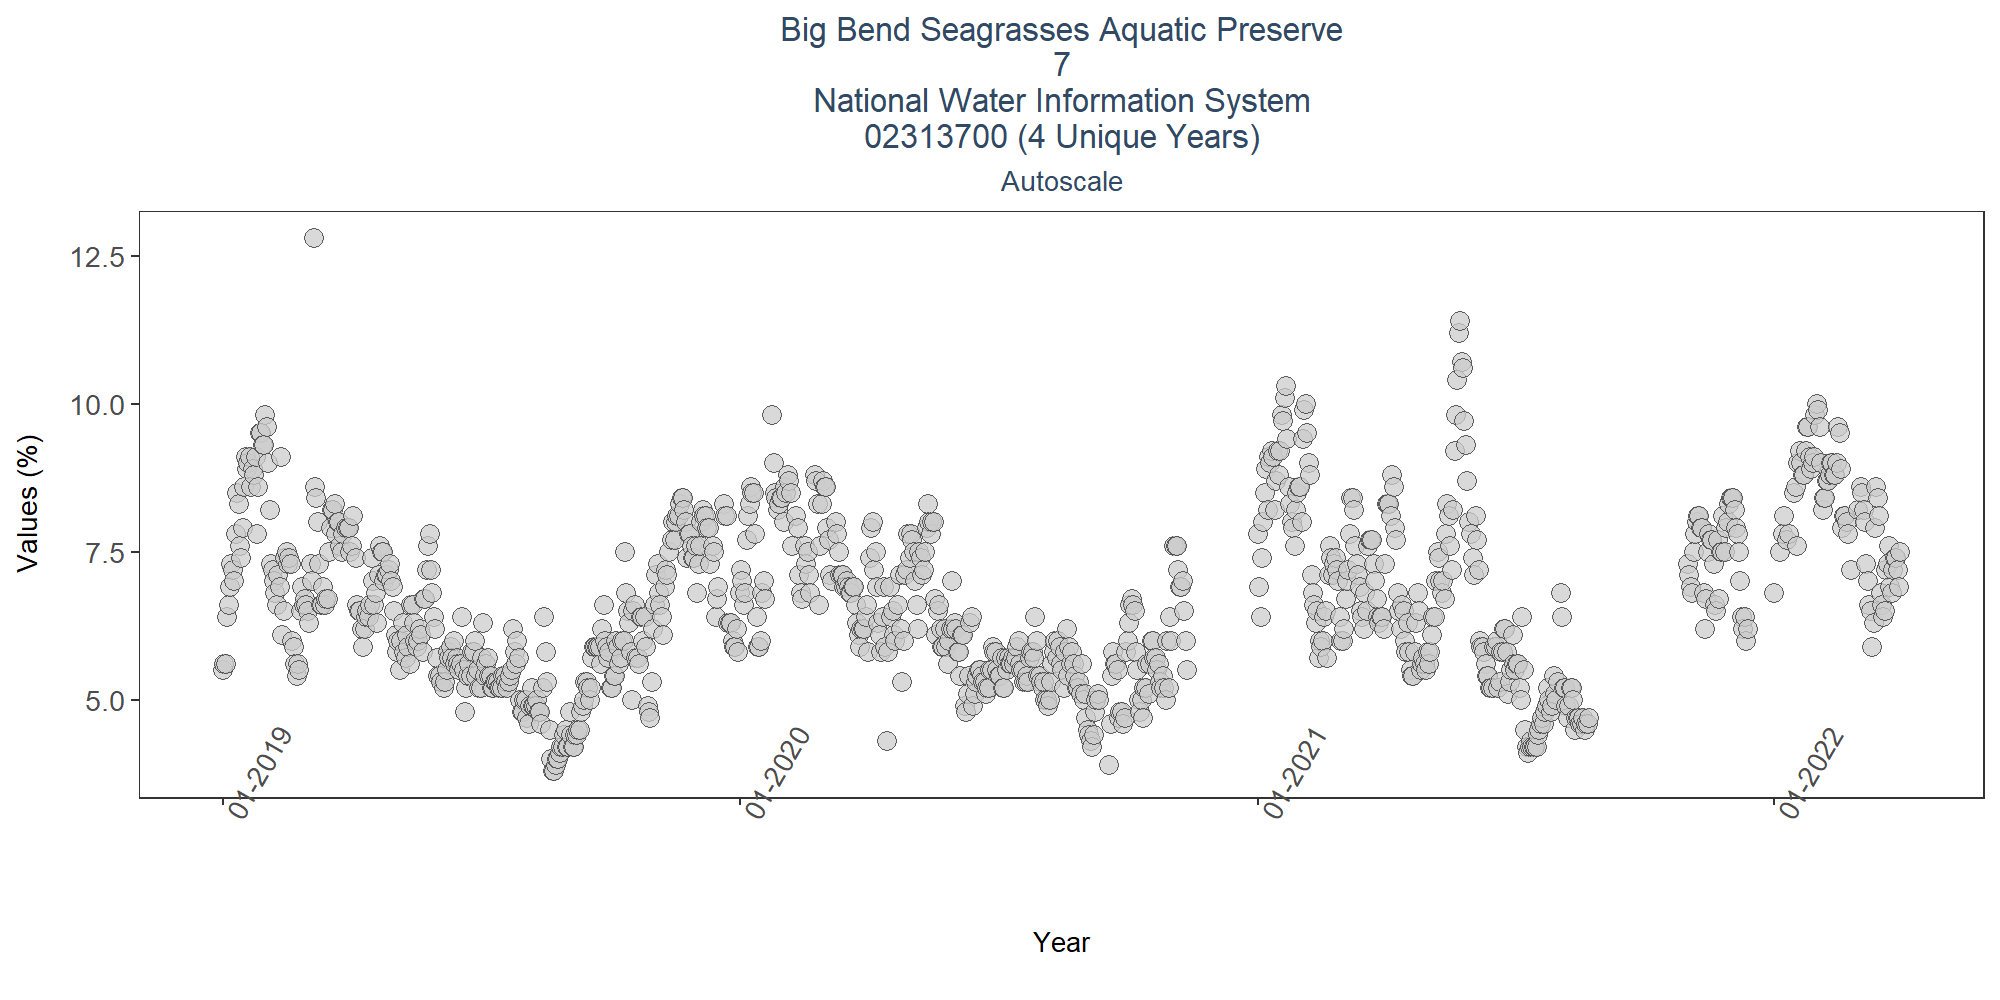 Big Bend Seagrasses Aquatic Preserve
7
National Water Information System
02313700 (4 Unique Years)
Autoscale
12.5
10.0
7.5
5.0
Values (%)
01-2019
01-2020
01-2021
01-2022
Year